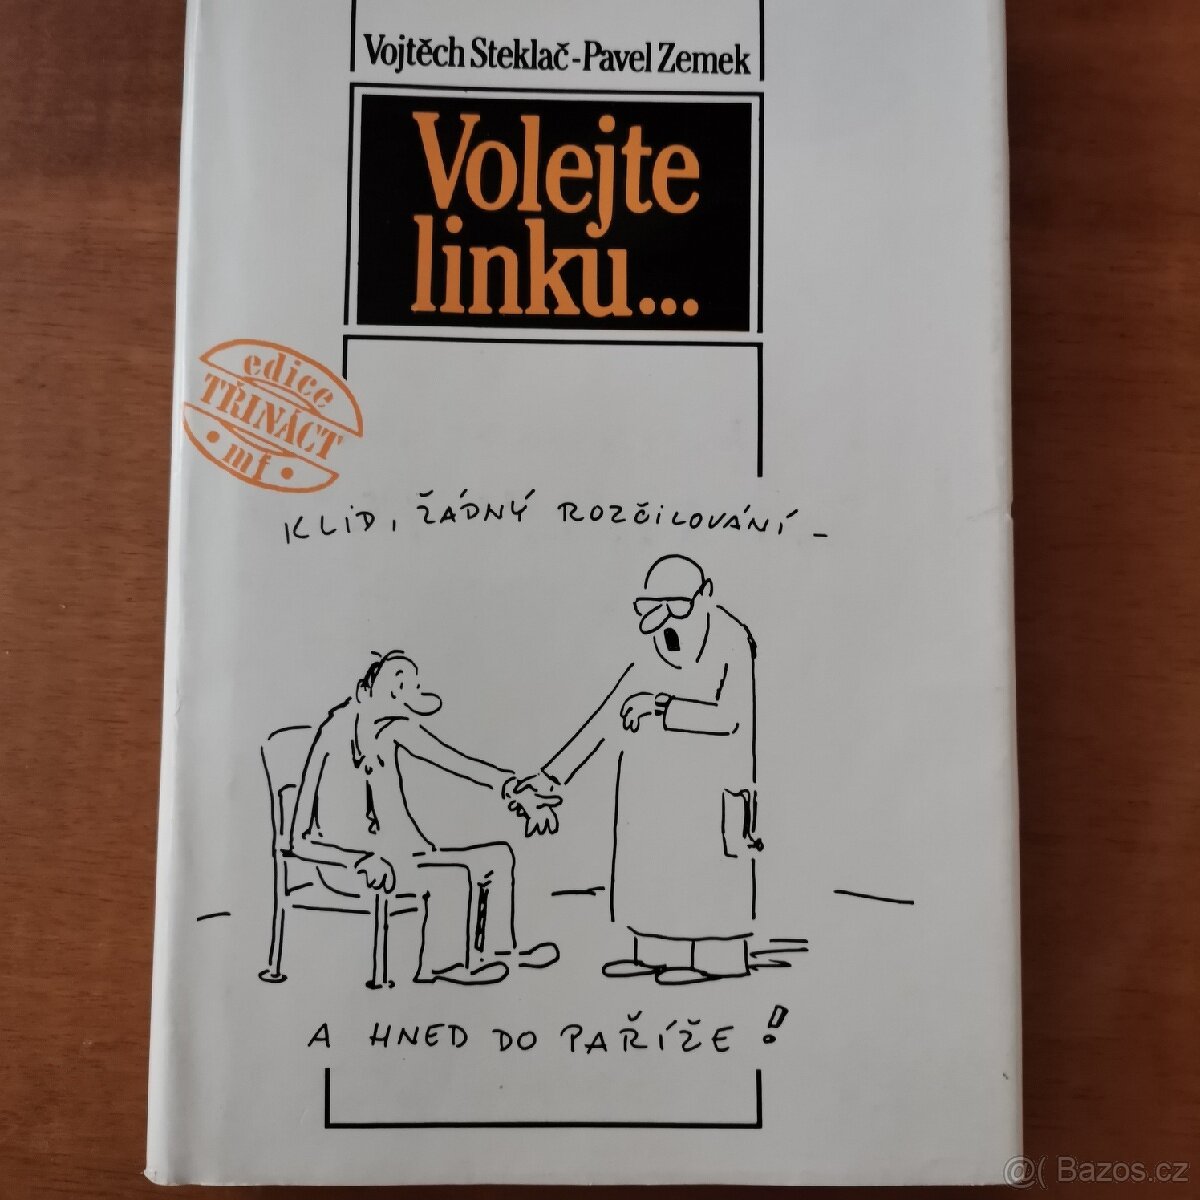 Vojtěch Steklač-Pavel Zemek
Volejte
linku...
edice
TŘINÁCT
• mf •
KLID, ŽÁDNÝ ROZČILOVÁNÍ -
A HNED DO PAŘÍŽE!
@( Bazos.cz